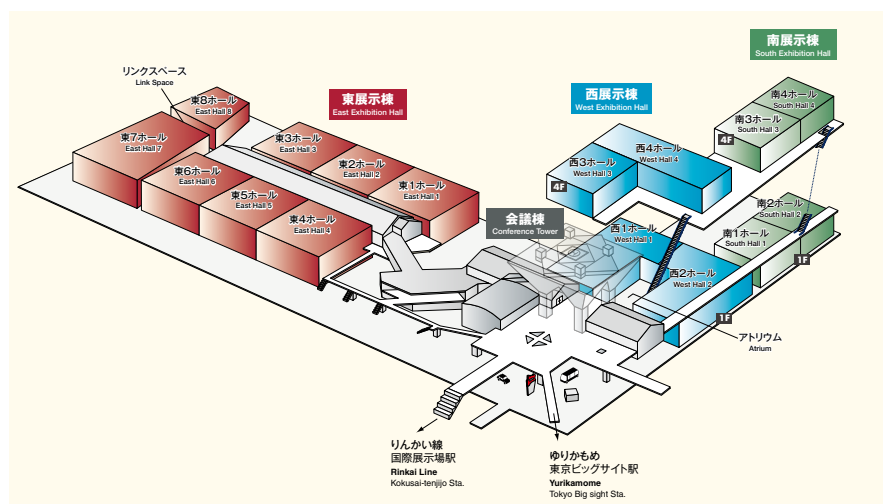 南展示棟
South Exhibition Hall
リンクスペース
Link Space
東8ホール
East Hall 8
東展示棟
East Exhibition Hall
西展示棟
West Exhibition Hall
南4ホール
South Hall 4
南3ホール
South Hall 3
4F
東7ホール
East Hall 7
東3ホール
East Hall 3
東2ホール
East Hall 2
東1ホール
East Hall 1
東6ホール
East Hall 6
東5ホール
East Hall 5
東4ホール
East Hall 4
西4ホール
West Hall 4
西3ホール
West Hall 3
4F
会議棟
Conference Tower
西1ホール
West Hall 1
南2ホール
South Hall 2
南1ホール
South Hall 1
1F
西2ホール
West Hall 2
1F
アトリウム
Atrium
りんかい線
国際展示場駅
Rinkai Line
Kokusai-tenjijo Sta.
ゆりかもめ
東京ビッグサイト駅
Yurikamome
Tokyo Big sight Sta.